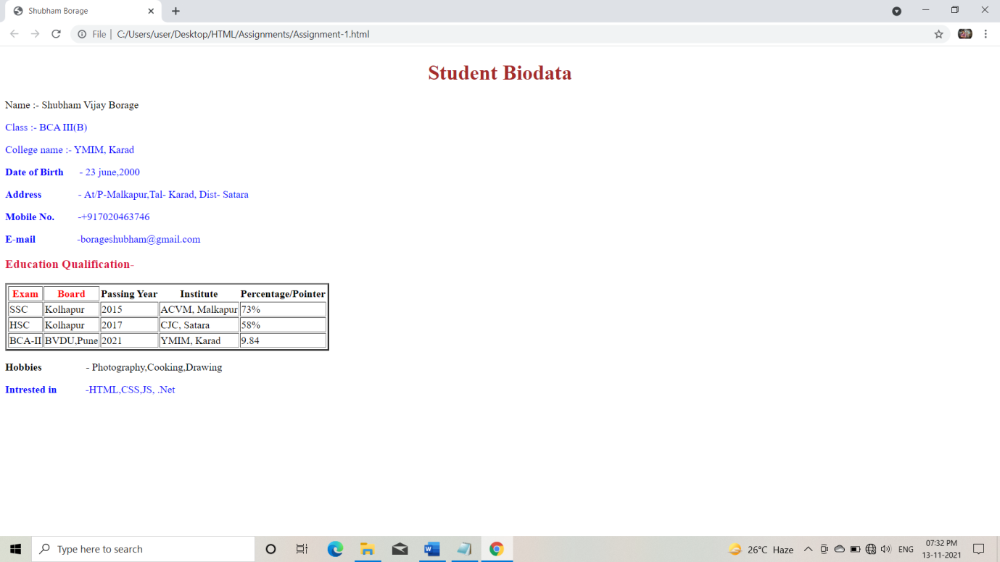 Shubham Borage
File | C:/Users/user/Desktop/HTML/Assignments/Assignment-1.html
Student Biodata
Name :- Shubham Vijay Borage
Class :- BCA III(B)
College name :- YMIM, Karad
Date of Birth - 23 june,2000
Address - At/P-Malkapur,Tal- Karad, Dist- Satara
Mobile No. -+917020463746
E-mail -borageshubham@gmail.com
Education Qualification-
Exam Board Passing Year Institute Percentage/Pointer
SSC Kolhapur 2015 ACVM, Malkapur 73%
HSC Kolhapur 2017 CJC, Satara 58%
BCA-II BVDU,Pune 2021 YMIM, Karad 9.84
Hobbies - Photography,Cooking,Drawing
Intrested in -HTML,CSS,JS, .Net
Type here to search
26°C Haze
ENG
07:32 PM
13-11-2021